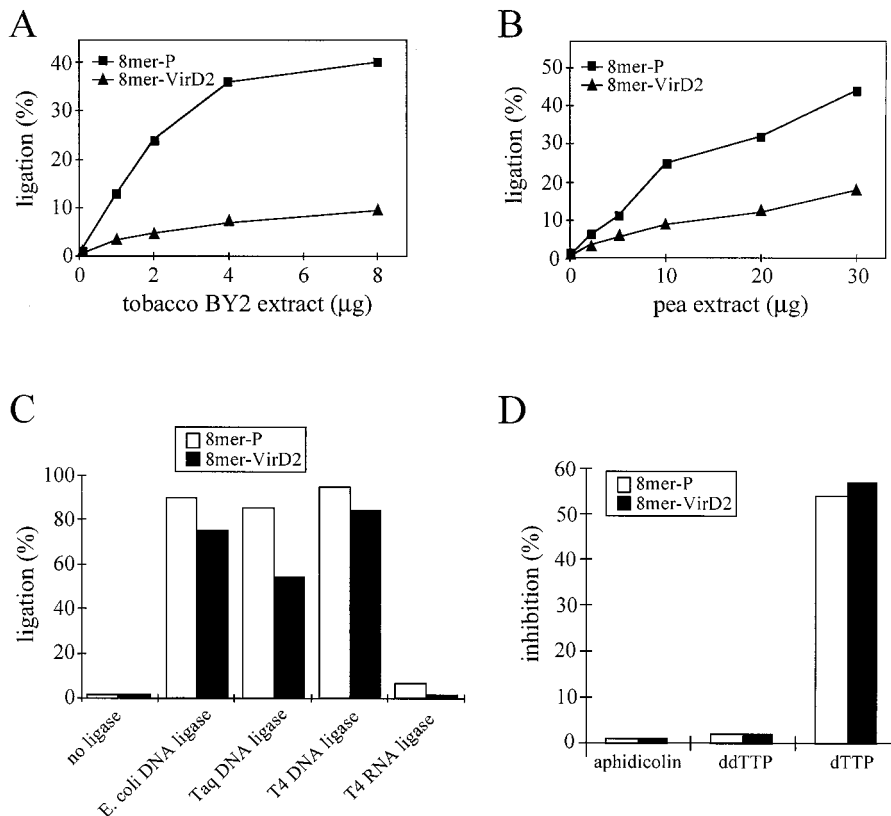 A
8mer-P
8mer-VirD2
ligation (%)
40
30
20
10
0
0 2 4 6 8
tobacco BY2 extract (μg)
B
8mer-P
8mer-VirD2
ligation (%)
50
40
30
20
10
0
0 10 20 30
pea extract (μg)
C
8mer-P
8mer-VirD2
ligation (%)
100
80
60
40
20
0
no ligase
E. coli DNA ligase
Taq DNA ligase
T4 DNA ligase
T4 RNA ligase
D
8mer-P
8mer-VirD2
inhibition (%)
60
50
40
30
20
10
0
aphidicolin
ddTTP
dTTP